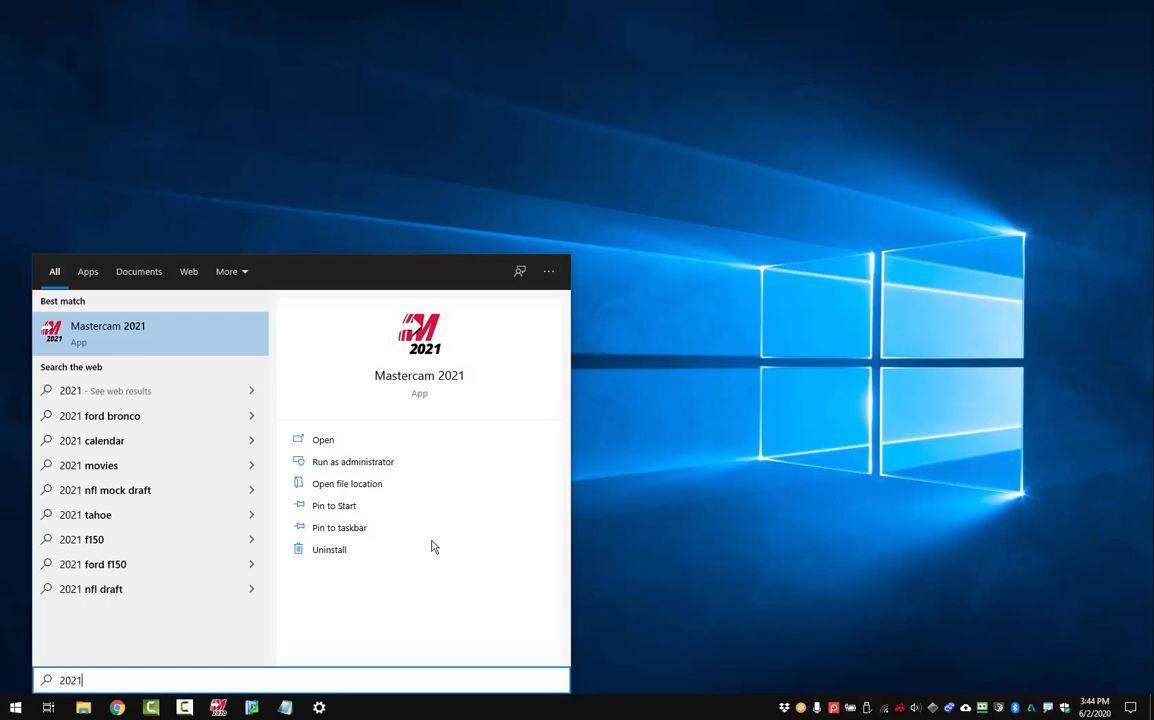 All Apps Documents Web More
Best match
Mastercam 2021
App
Search the web
2021 - See web results
2021 ford bronco
2021 calendar
2021 movies
2021 nfl mock draft
2021 tahoe
2021 f150
2021 ford f150
2021 nfl draft
2021
Mastercam 2021
App
Open
Run as administrator
Open file location
Pin to Start
Pin to taskbar
Uninstall
2021
3:44 PM
6/2/2020